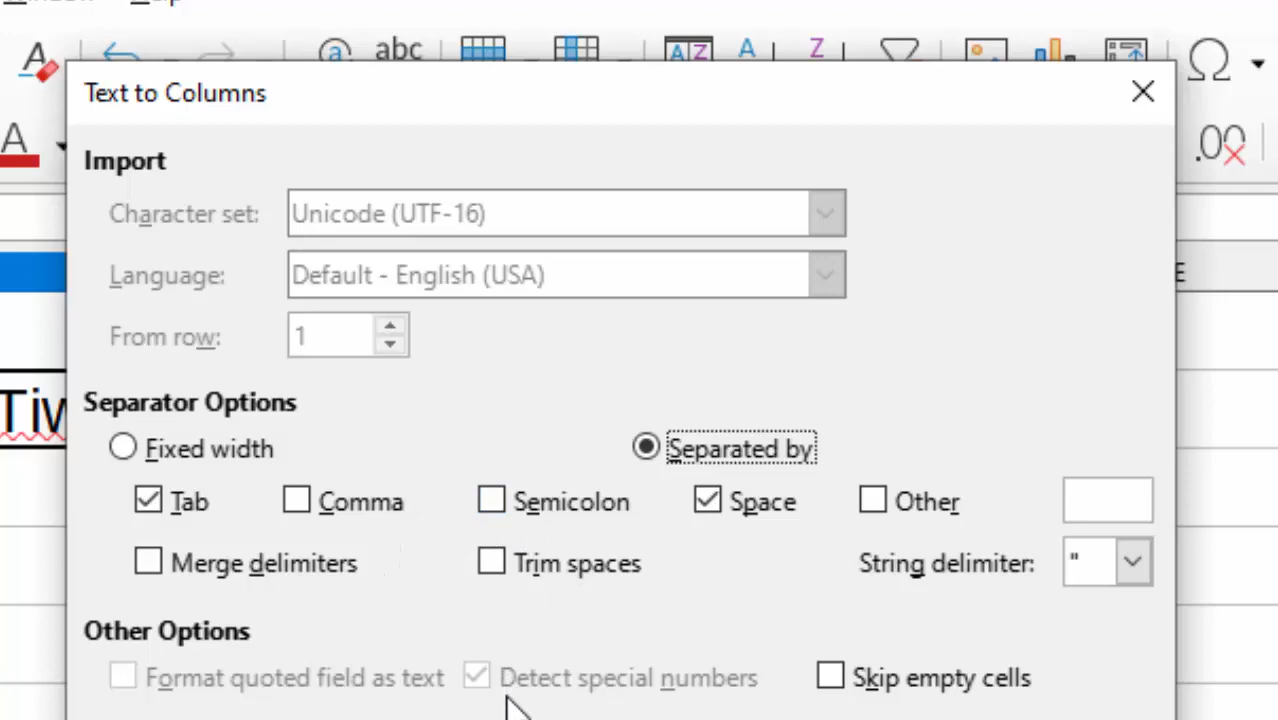 abc
A Z A Z Ω
Text to Columns
A .00
Import
Character set: Unicode (UTF-16)
Language: Default - English (USA)
E
From row: 1
Separator Options
Fixed width Separated by
Tab Comma Semicolon Space Other
Merge delimiters Trim spaces String delimiter: "
Other Options
Format quoted field as text Detect special numbers Skip empty cells